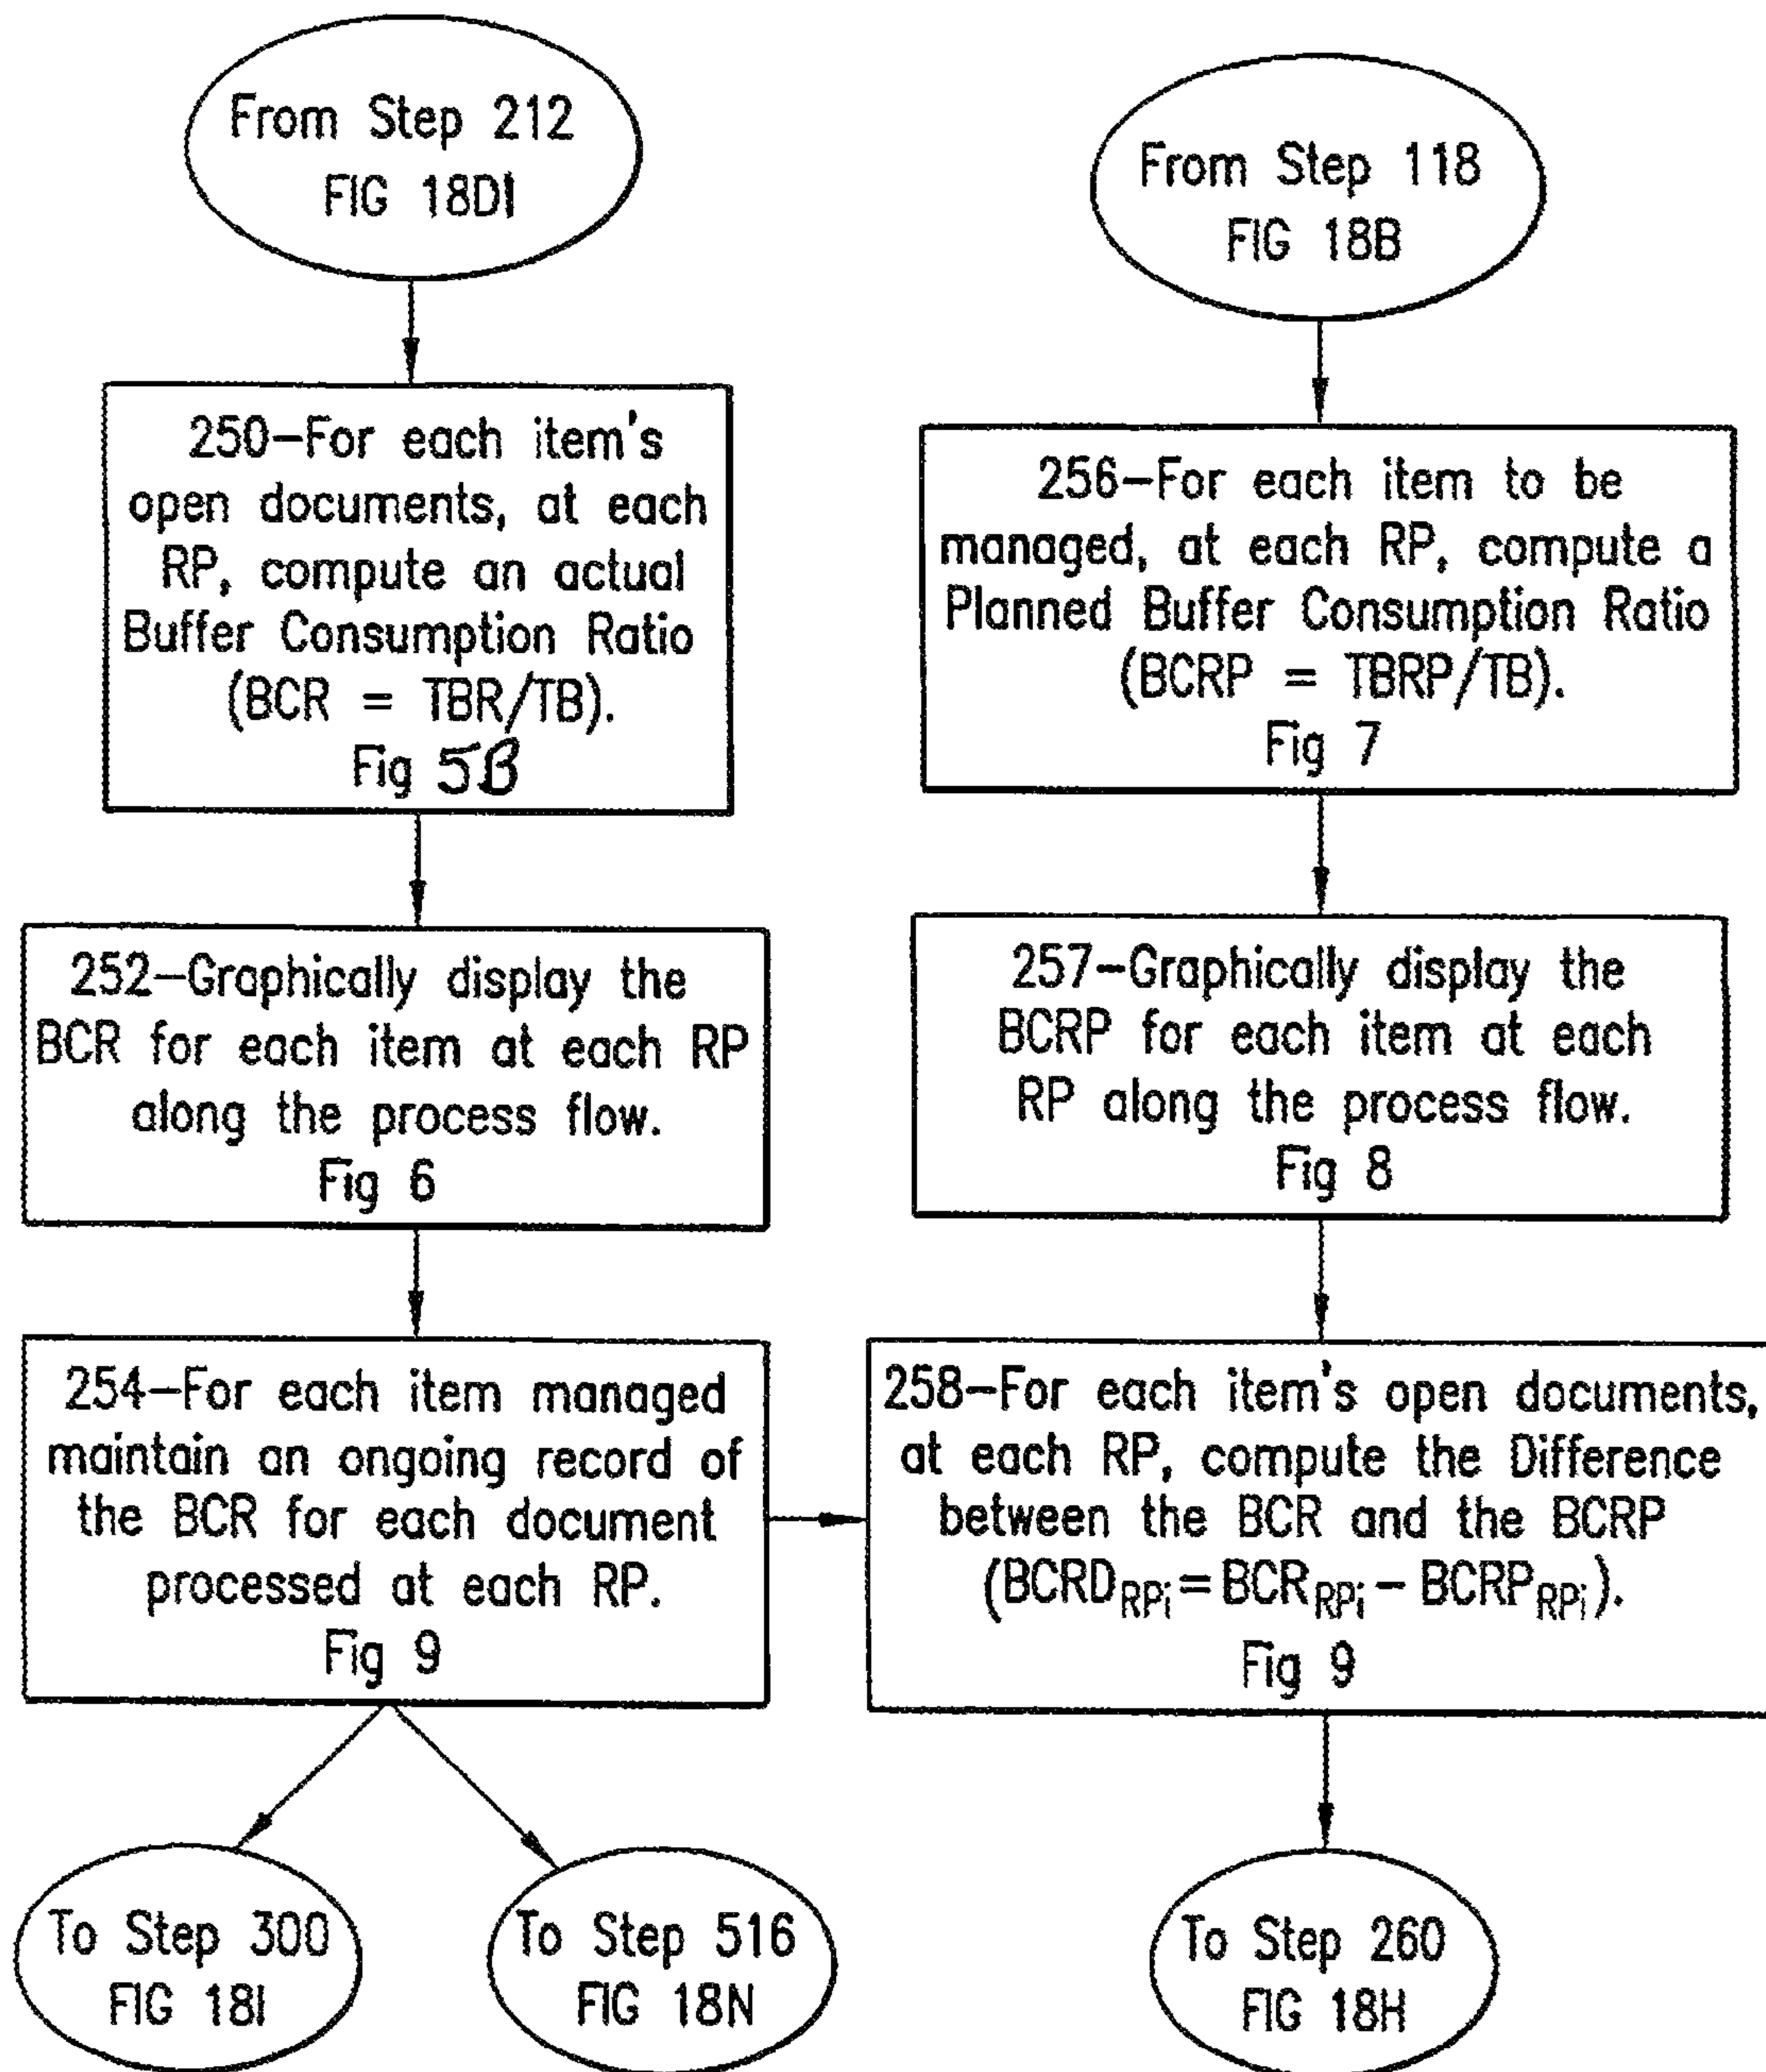 From Step 212
FIG 18D1
250-For each item's
open documents, at each
RP, compute an actual
Buffer Consumption Ratio
(BCR = TBR/TB).
Fig 5B
252-Graphically display the
BCR for each item at each RP
along the process flow.
Fig 6
254-For each item managed
maintain an ongoing record of
the BCR for each document
processed at each RP.
Fig 9
To Step 300
FIG 18I
To Step 516
FIG 18N
From Step 118
FIG 18B
256-For each item to be
managed, at each RP, compute a
Planned Buffer Consumption Ratio
(BCRP = TBRP/TB).
Fig 7
257-Graphically display the
BCRP for each item at each
RP along the process flow.
Fig 8
258-For each item's open documents,
at each RP, compute the Difference
between the BCR and the BCRP
(BCRD_RPi = BCR_RPi - BCRP_RPi).
Fig 9
To Step 260
FIG 18H